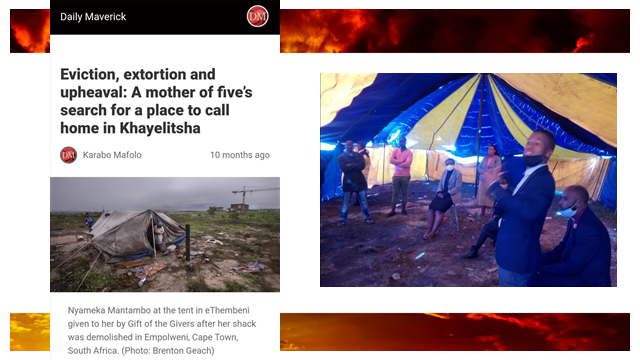 Daily Maverick
DM
Eviction, extortion and
upheaval: A mother of five's
search for a place to call
home in Khayelitsha
DM
Karabo Mafolo 10 months ago
Nyameka Mantambo at the tent in eThembeni
given to her by Gift of the Givers after her shack
was demolished in Empolweni, Cape Town,
South Africa. (Photo: Brenton Geach)